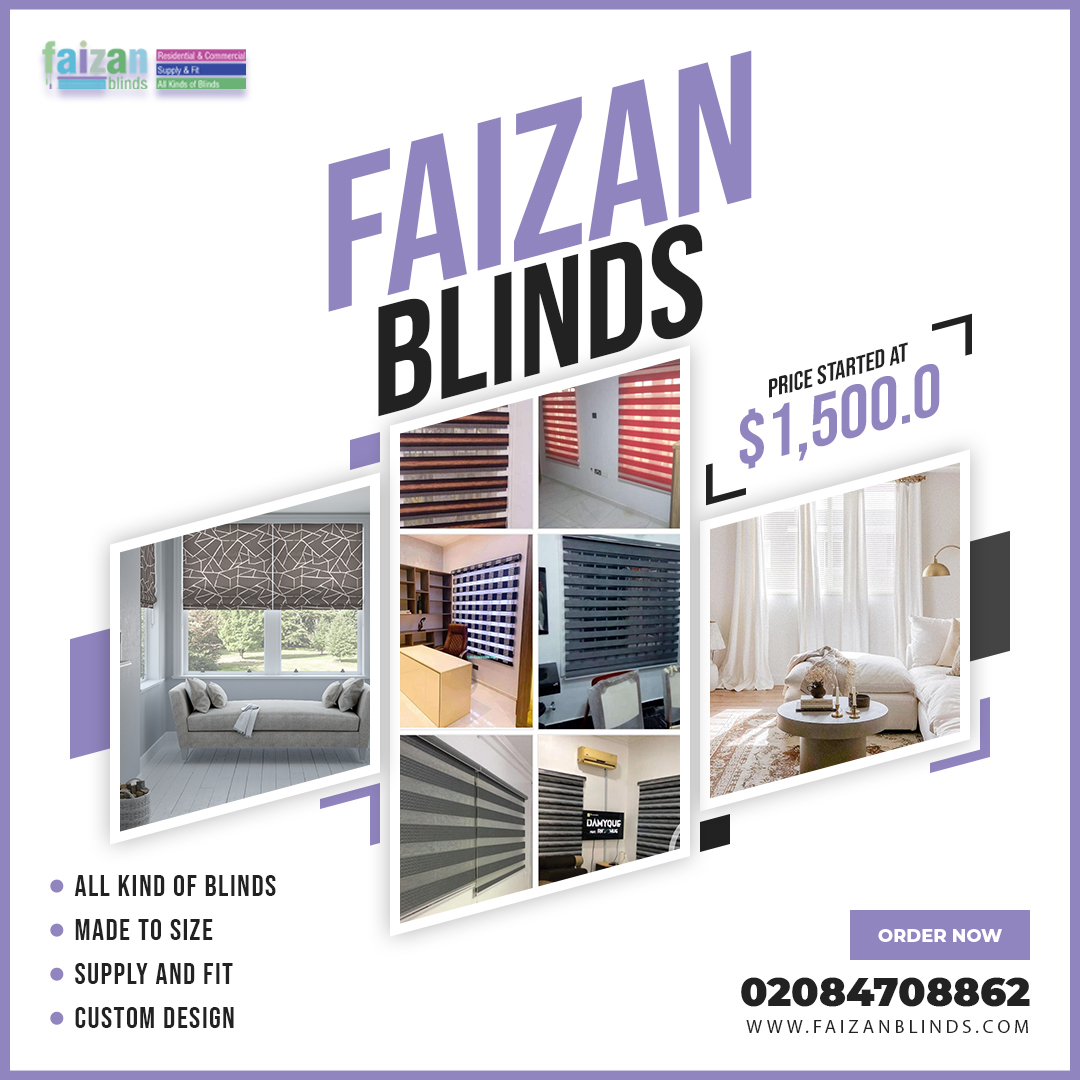 faizan
blinds
Residential & Commercial
Supply & Fit
All Kinds of Blinds
FAIZAN
BLINDS
PRICE STARTED AT
$1,500.0
DAMYQUE
ALL KIND OF BLINDS
MADE TO SIZE
SUPPLY AND FIT
CUSTOM DESIGN
ORDER NOW
02084708862
WWW.FAIZANBLINDS.COM